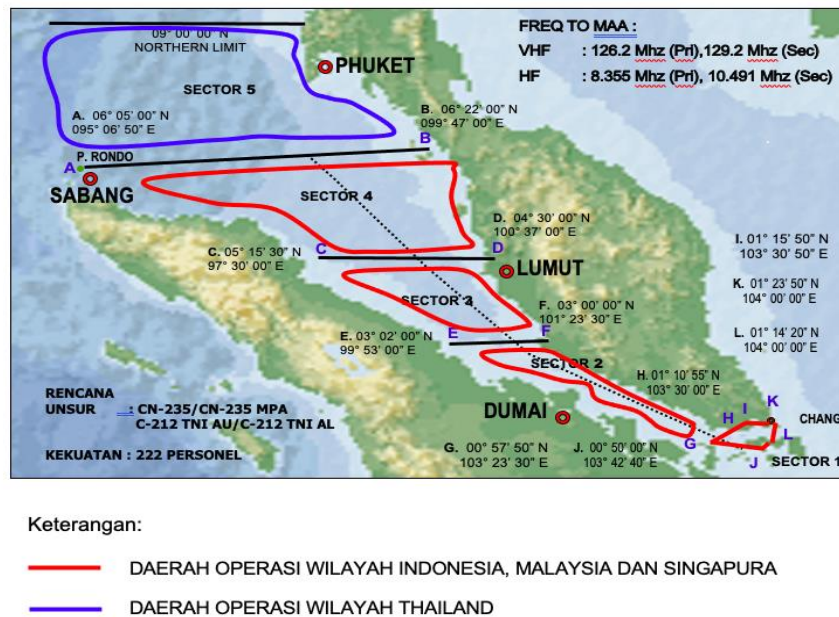 09° 00' 00" N
NORTHERN LIMIT
FREQ TO MAA :
VHF : 126.2 Mhz (Pri),129.2 Mhz (Sec)
HF : 8.355 Mhz (Pri), 10.491 Mhz (Sec)
PHUKET
SECTOR 5
A. 06° 05' 00" N
095° 06' 50" E
B. 06° 22' 00" N
099° 47' 00" E
B
P. RONDO
A
SABANG
SECTOR 4
D. 04° 30' 00" N
100° 37' 00" E
C. 05° 15' 30" N
97° 30' 00" E
C
D
LUMUT
I. 01° 15' 50" N
103° 30' 50" E
K. 01° 23' 50" N
104° 00' 00" E
L. 01° 14' 20" N
104° 00' 00" E
SECTOR 3
F. 03° 00' 00" N
101° 23' 30" E
E. 03° 02' 00" N
99° 53' 00" E
E
F
SECTOR 2
H. 01° 10' 55" N
103° 30' 00" E
RENCANA
UNSUR : CN-235/CN-235 MPA
C-212 TNI AU/C-212 TNI AL
KEKUATAN : 222 PERSONEL
DUMAI
H
I
K
CHANG
L
G
J
SECTOR 1
G. 00° 57' 50" N
103° 23' 30" E
J. 00° 50' 00" N
103° 42' 40" E
Keterangan:
DAERAH OPERASI WILAYAH INDONESIA, MALAYSIA DAN SINGAPURA
DAERAH OPERASI WILAYAH THAILAND